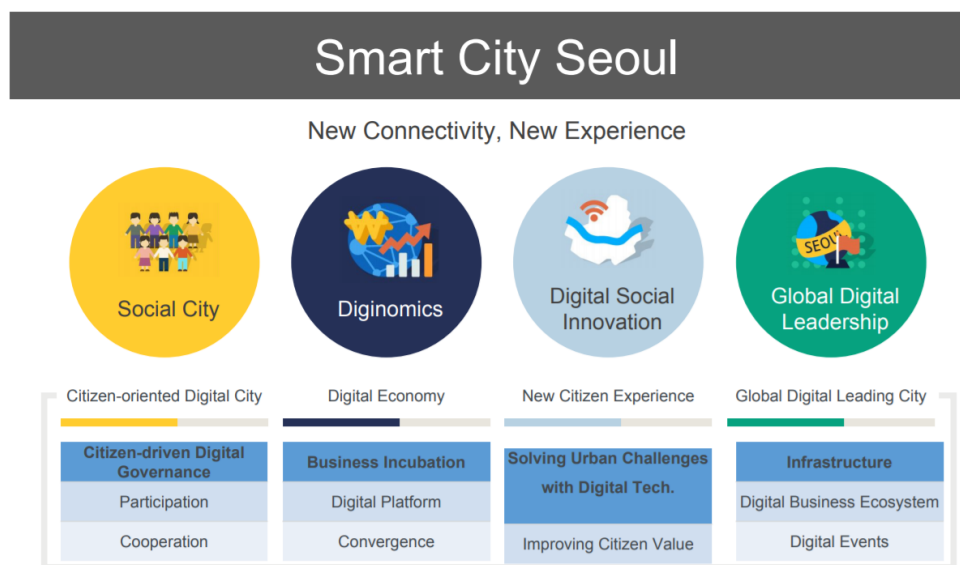 Smart City Seoul
New Connectivity, New Experience
SEOUL
Social City
Diginomics
Digital Social
Innovation
Global Digital
Leadership
Citizen-oriented Digital City
Digital Economy
New Citizen Experience
Global Digital Leading City
Citizen-driven Digital
Governance
Participation
Cooperation
Business Incubation
Digital Platform
Convergence
Solving Urban Challenges
with Digital Tech.
Improving Citizen Value
Infrastructure
Digital Business Ecosystem
Digital Events